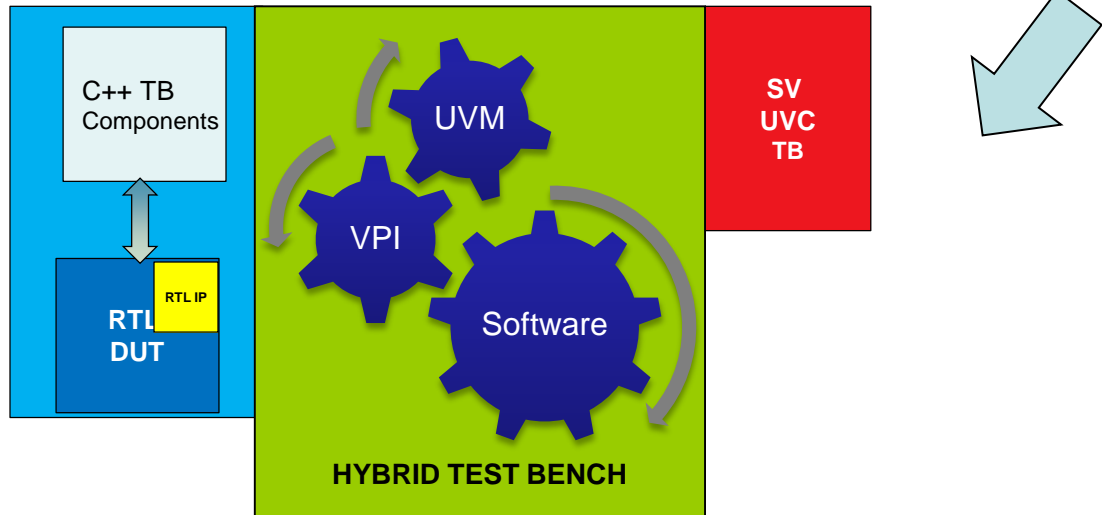 C++ TB
Components
RTL IP
RTL
DUT
UVM
VPI
Software
HYBRID TEST BENCH
SV
UVC
TB